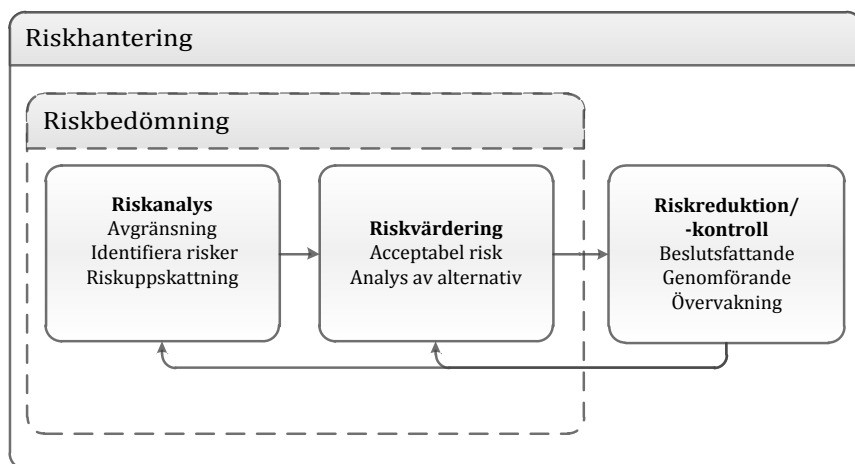 Riskhantering
Riskbedömning
Riskanalys
Avgränsning
Identifiera risker
Riskuppskattning
Riskvärdering
Acceptabel risk
Analys av alternativ
Riskreduktion/
-kontroll
Beslutsfattande
Genomförande
Övervakning